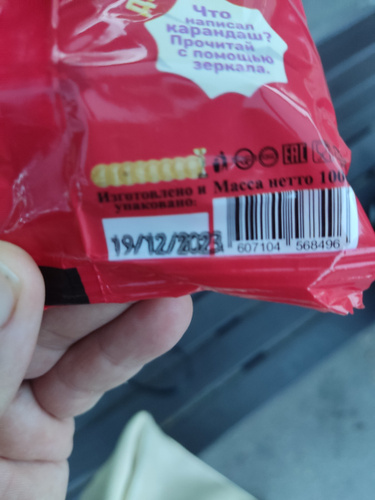 Что
написал
карандаш?
Прочитай
с помощью
зеркала.
EAC
Изготовлено и
упаковано:
Масса нетто 100
19/12/2023
607104 568496